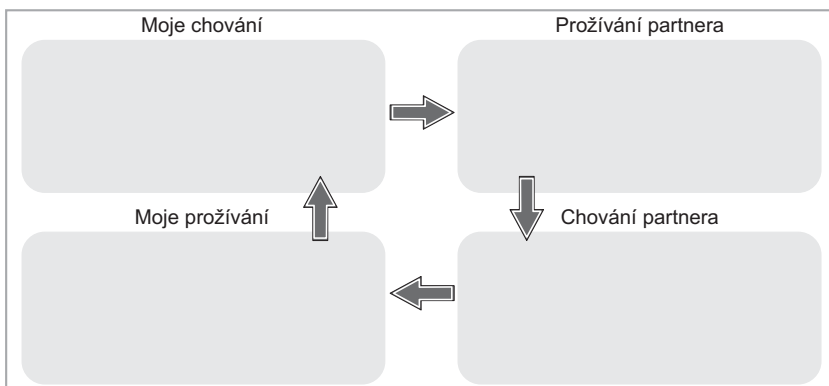 Moje chování
Prožívání partnera
Moje prožívání
Chování partnera